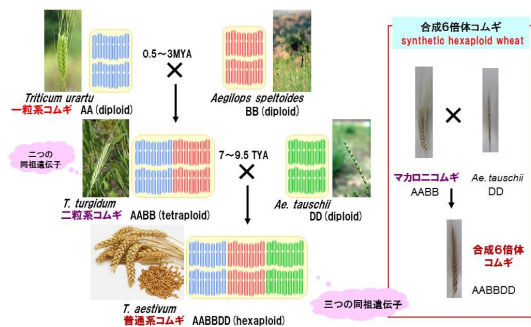 0.5～3MYA
×
Triticum urartu
一粒系コムギ AA (diploid)
Aegilops speltoides
BB (diploid)
二つの
同祖遺伝子
7～9.5 TYA
×
T. turgidum
二粒系コムギ AABB (tetraploid)
Ae. tauschii
DD (diploid)
T. aestivum
普通系コムギ AABBDD (hexaploid)
三つの同祖遺伝子
合成6倍体コムギ
synthetic hexaploid wheat
×
マカロニコムギ
AABB
Ae. tauschii
DD
合成6倍体
コムギ
AABBDD